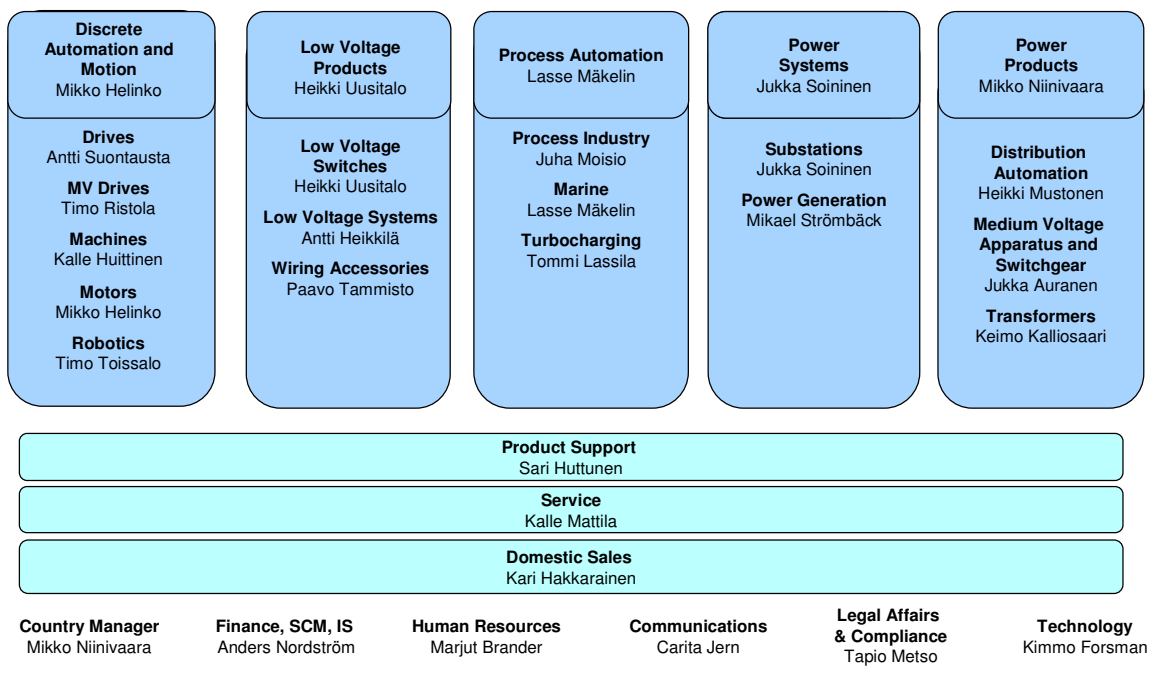 Discrete
Automation and
Motion
Mikko Helinko
Drives
Antti Suontausta
MV Drives
Timo Ristola
Machines
Kalle Huittinen
Motors
Mikko Helinko
Robotics
Timo Toissalo
Low Voltage
Products
Heikki Uusitalo
Low Voltage
Switches
Heikki Uusitalo
Low Voltage Systems
Antti Heikkilä
Wiring Accessories
Paavo Tammisto
Process Automation
Lasse Mäkelin
Process Industry
Juha Moisio
Marine
Lasse Mäkelin
Turbocharging
Tommi Lassila
Power
Systems
Jukka Soininen
Substations
Jukka Soininen
Power Generation
Mikael Strömbäck
Power
Products
Mikko Niinivaara
Distribution
Automation
Heikki Mustonen
Medium Voltage
Apparatus and
Switchgear
Jukka Auranen
Transformers
Keimo Kalliosaari
Product Support
Sari Huttunen
Service
Kalle Mattila
Domestic Sales
Kari Hakkarainen
Country Manager
Mikko Niinivaara
Finance, SCM, IS
Anders Nordström
Human Resources
Marjut Brander
Communications
Carita Jern
Legal Affairs
& Compliance
Tapio Metso
Technology
Kimmo Forsman